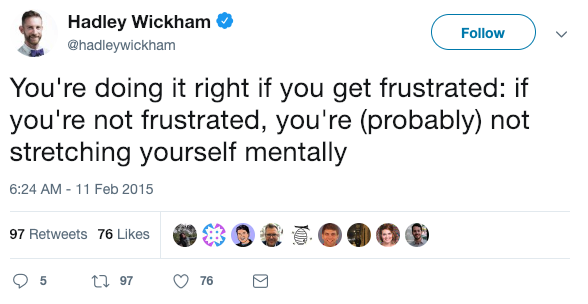 Hadley Wickham
@hadleywickham
Follow
You're doing it right if you get frustrated: if
you're not frustrated, you're (probably) not
stretching yourself mentally
6:24 AM - 11 Feb 2015
97 Retweets 76 Likes
5 97 76